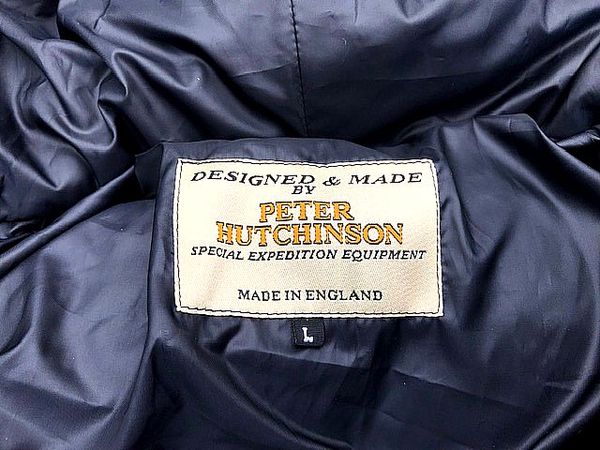 DESIGNED & MADE
BY
PETER
HUTCHINSON
SPECIAL EXPEDITION EQUIPMENT
MADE IN ENGLAND
L